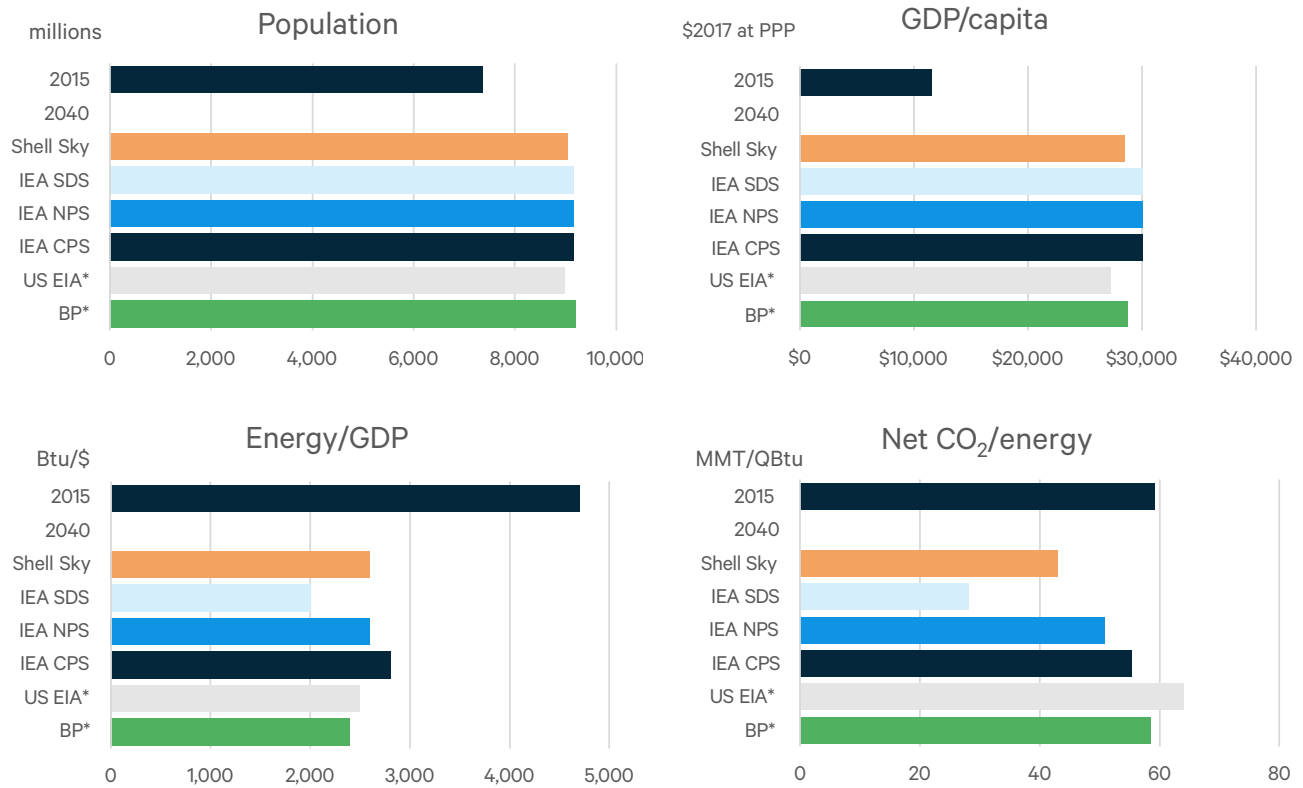 Population
millions
2015
2040
Shell Sky
IEA SDS
IEA NPS
IEA CPS
US EIA*
BP*
0 2,000 4,000 6,000 8,000 10,000
GDP/capita
$2017 at PPP
2015
2040
Shell Sky
IEA SDS
IEA NPS
IEA CPS
US EIA*
BP*
$0 $10,000 $20,000 $30,000 $40,000
Energy/GDP
Btu/$
2015
2040
Shell Sky
IEA SDS
IEA NPS
IEA CPS
US EIA*
BP*
0 1,000 2,000 3,000 4,000 5,000
Net CO₂/energy
MMT/QBtu
2015
2040
Shell Sky
IEA SDS
IEA NPS
IEA CPS
US EIA*
BP*
0 20 40 60 80